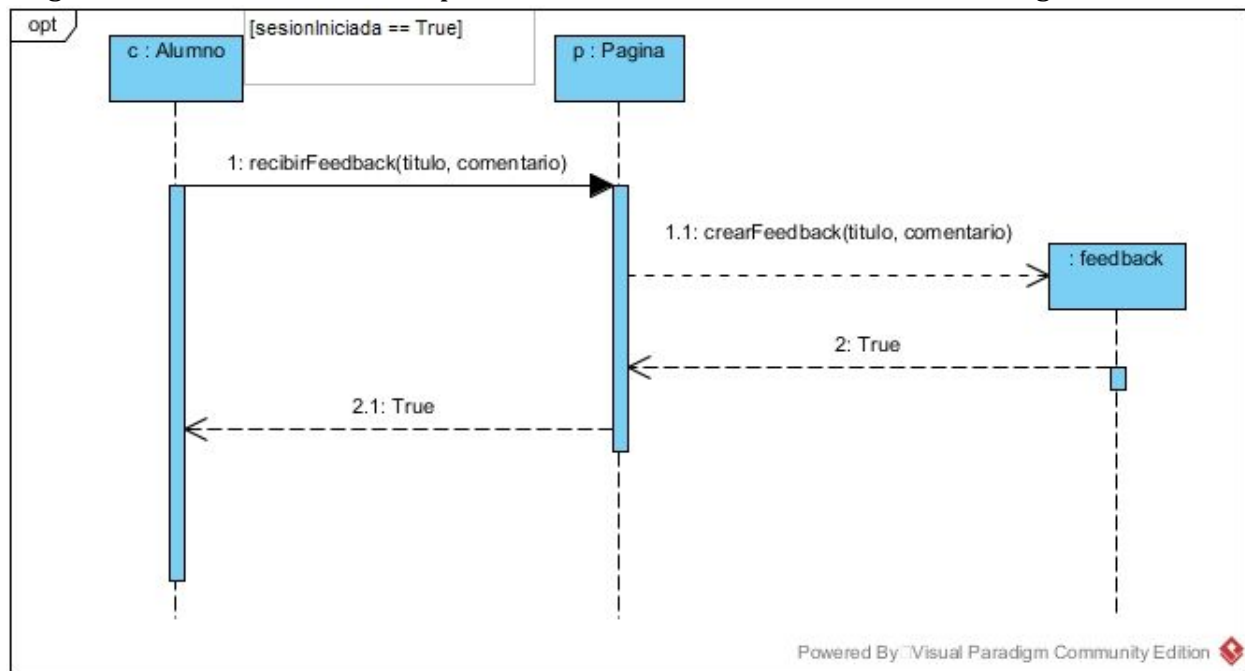 opt
[sesionIniciada == True]
c : Alumno
p : Pagina
1: recibirFeedback(titulo, comentario)
1.1: crearFeedback(titulo, comentario)
: feedback
2: True
2.1: True
Powered By Visual Paradigm Community Edition